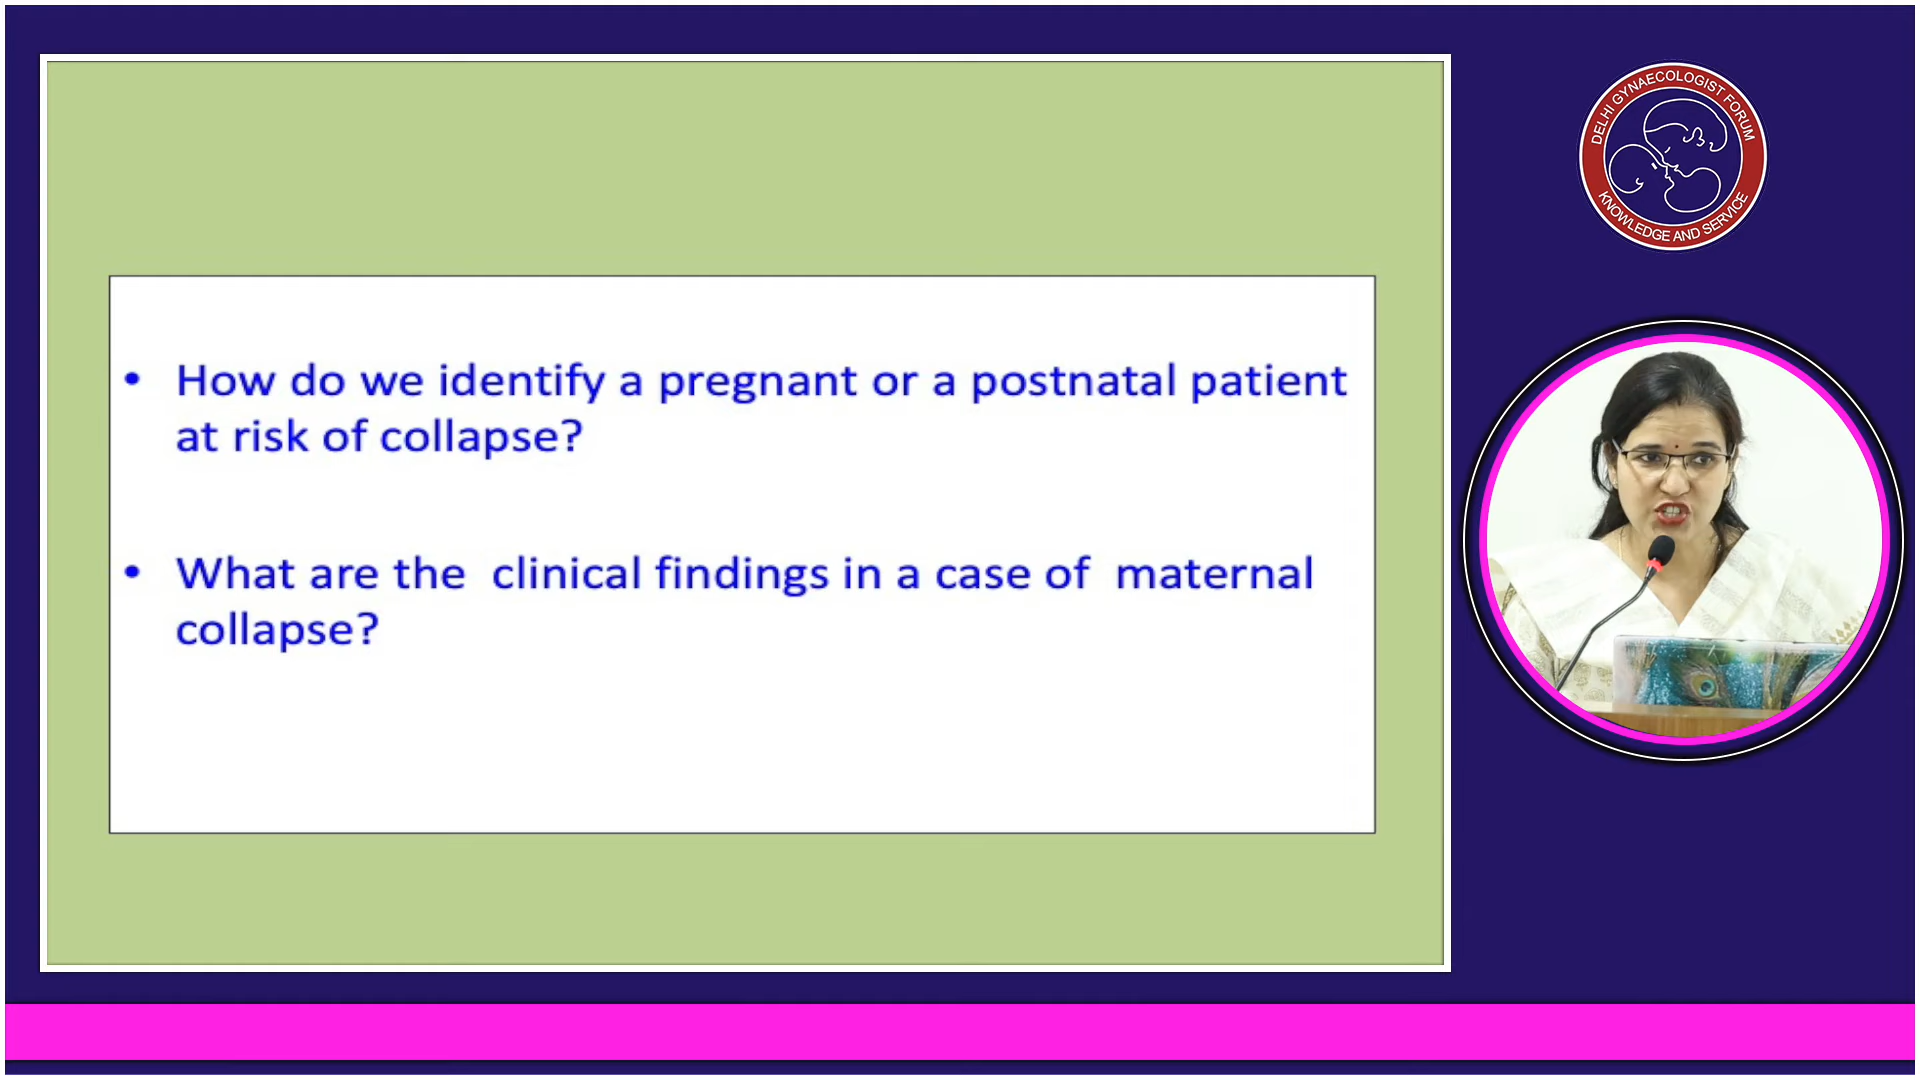 • How do we identify a pregnant or a postnatal patient
at risk of collapse?
• What are the clinical findings in a case of maternal
collapse?
DELHI GYNAECOLOGIST FORUM
KNOWLEDGE AND SERVICE